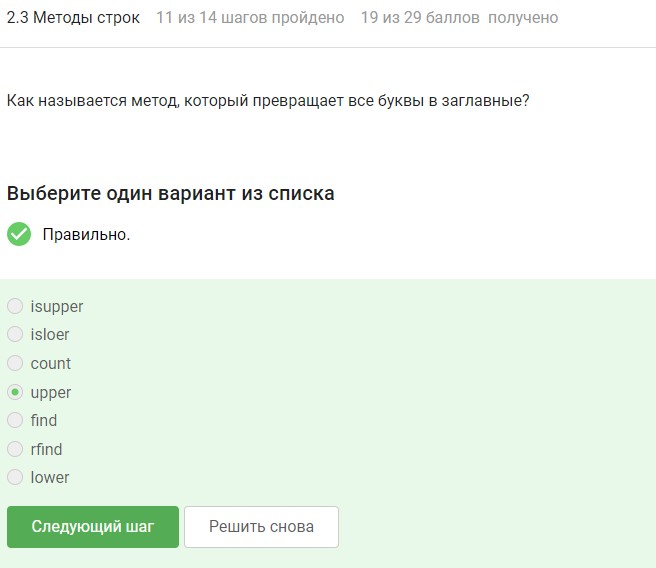 2.3 Методы строк 11 из 14 шагов пройдено 19 из 29 баллов получено
Как называется метод, который превращает все буквы в заглавные?
Выберите один вариант из списка
Правильно.
isupper
isloer
count
upper
find
rfind
lower
Следующий шаг Решить снова